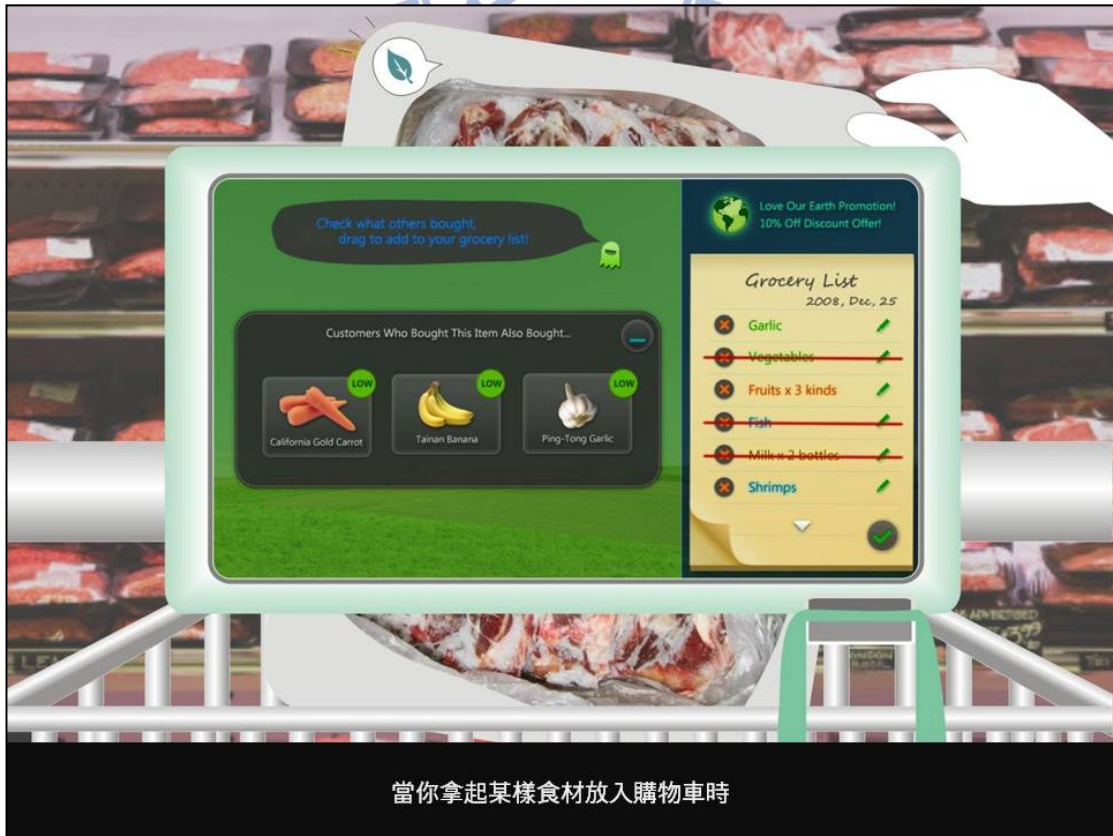 Check what others bought,
drag to add to your grocery list!
Customers Who Bought This Item Also Bought...
LOW
LOW
LOW
California Gold Carrot
Tainan Banana
Ping-Tong Garlic
Love Our Earth Promotion!
10% Off Discount Offer!
Grocery List
2008, Dec, 25
Garlic
Vegetables
Fruits x 3 kinds
Fish
Milk x 2 bottles
Shrimps
ADVERTISED
當你拿起某樣食材放入購物車時